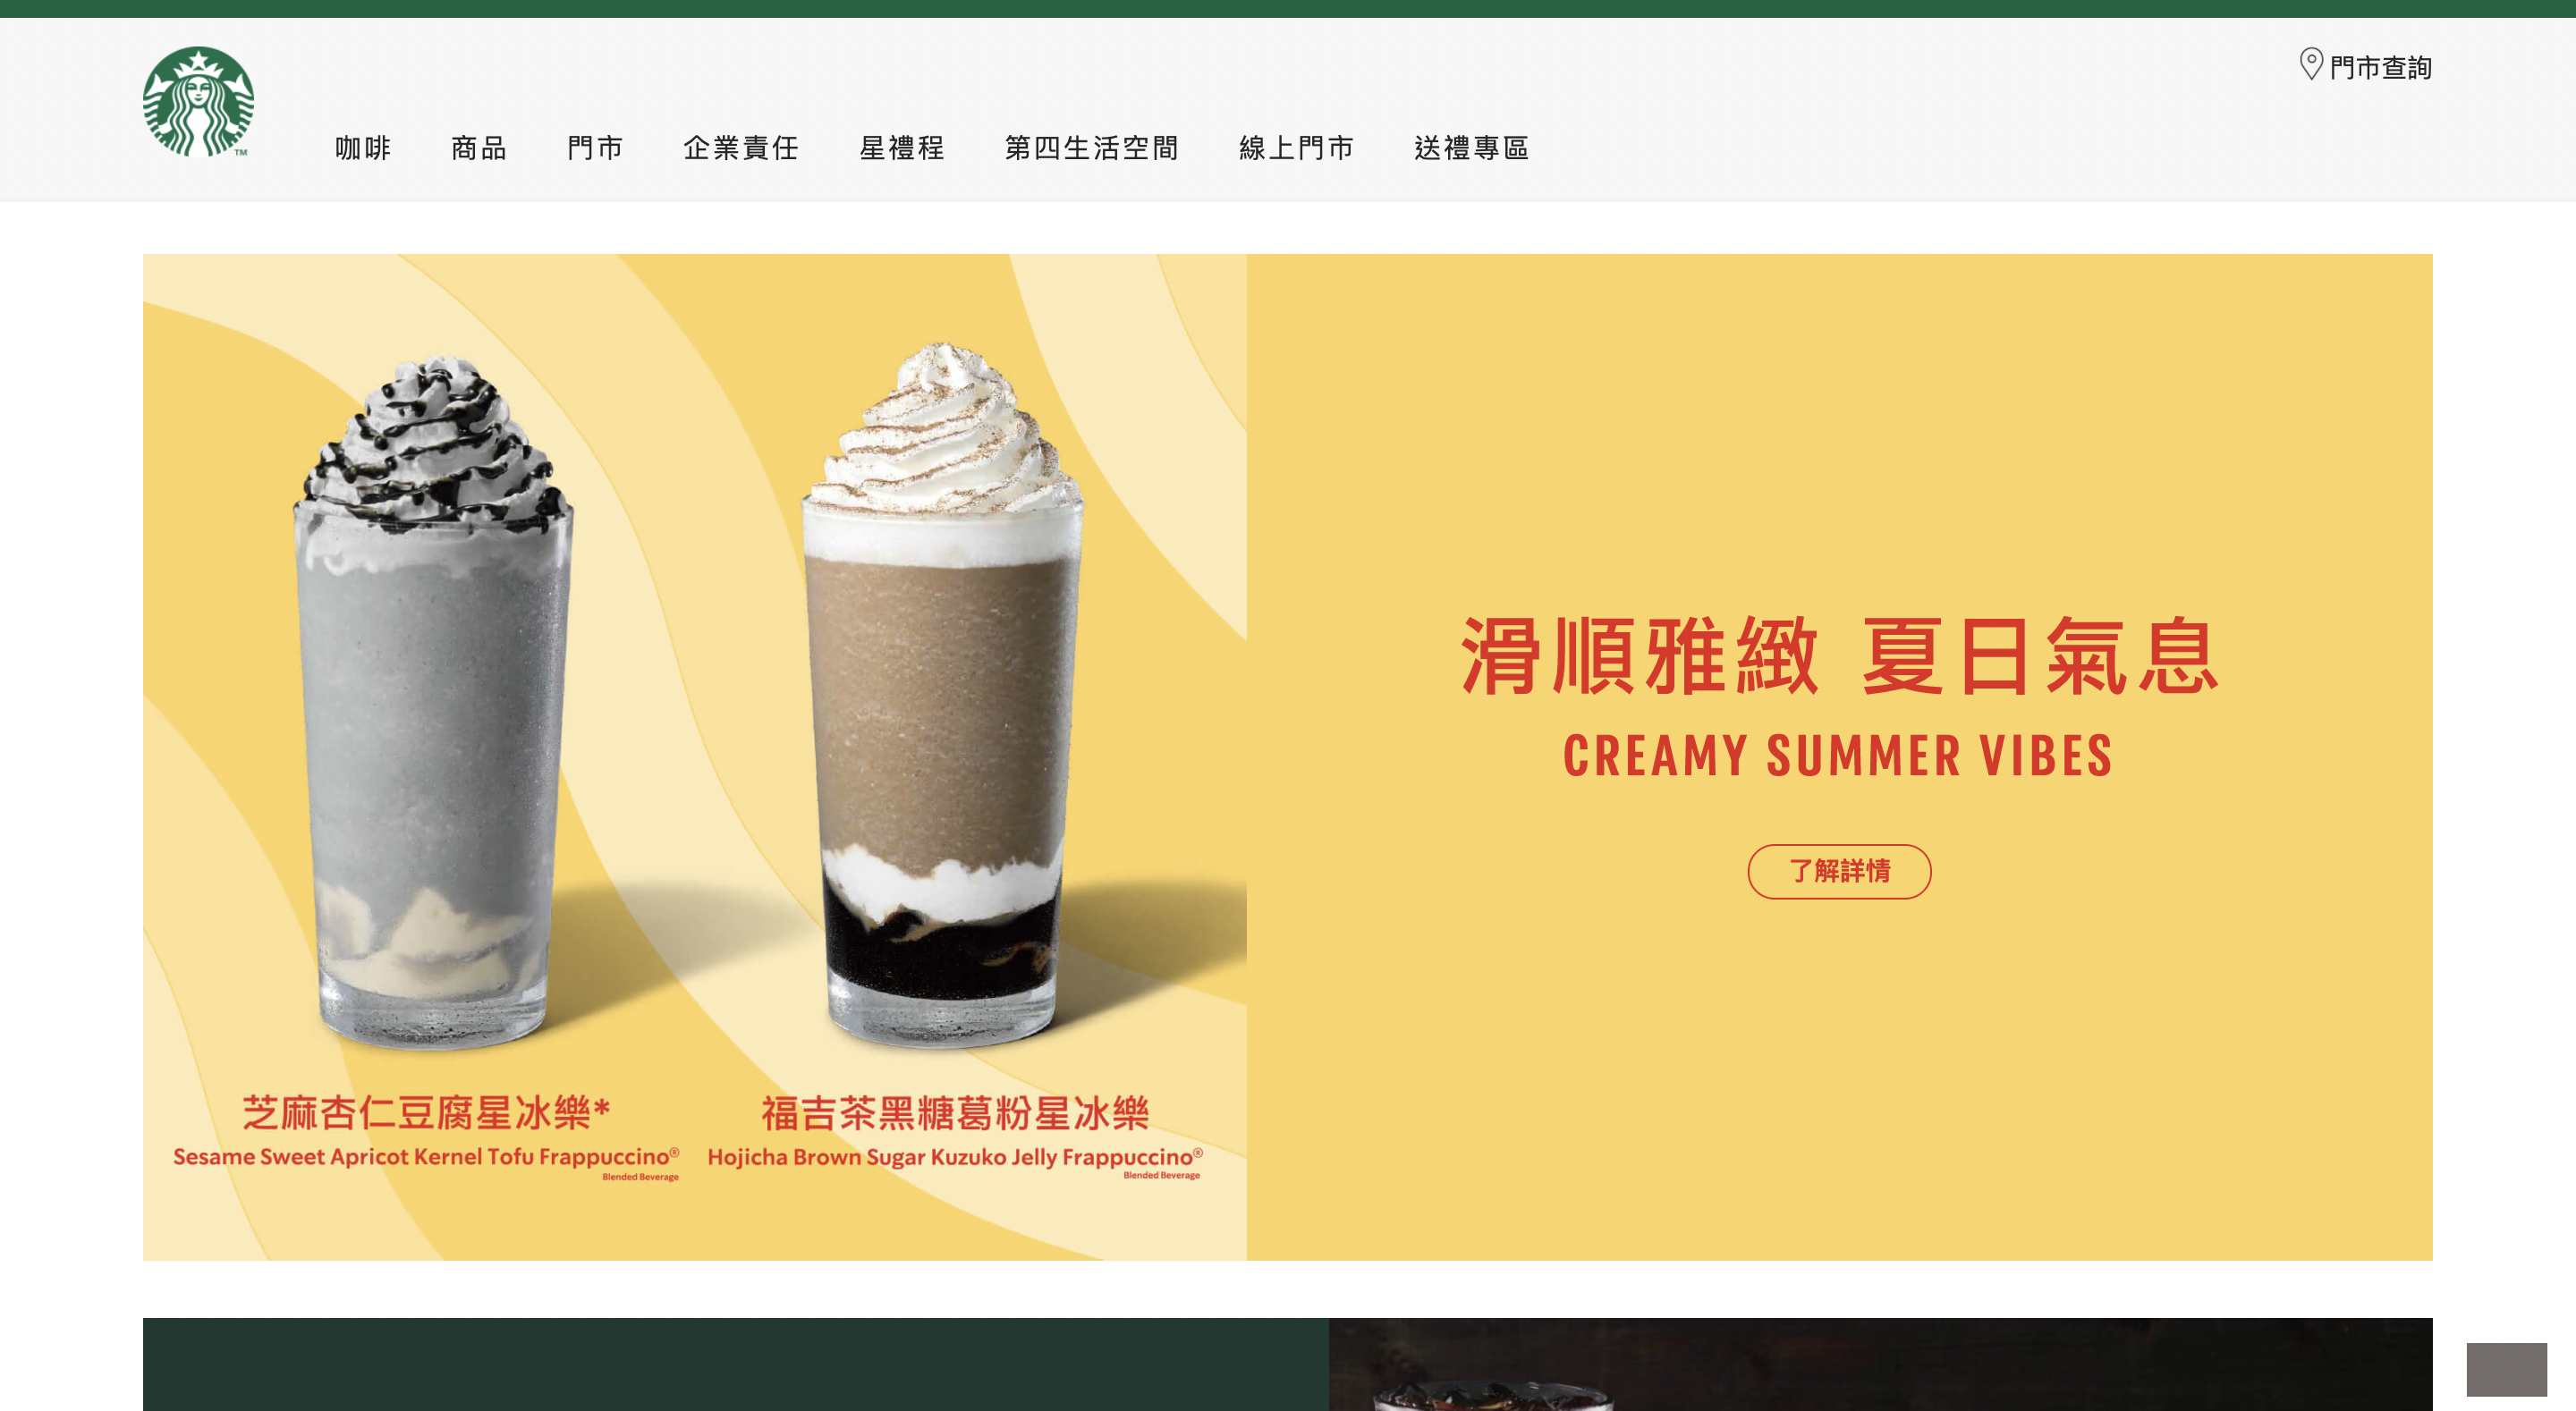 TM
門市查詢
咖啡 商品 門市 企業責任 星禮程 第四生活空間 線上門市 送禮專區
滑順雅緻 夏日氣息
CREAMY SUMMER VIBES
了解詳情
芝麻杏仁豆腐星冰樂*
Sesame Sweet Apricot Kernel Tofu Frappuccino®
Blended Beverage
福吉茶黑糖葛粉星冰樂
Hojicha Brown Sugar Kuzuko Jelly Frappuccino®
Blended Beverage